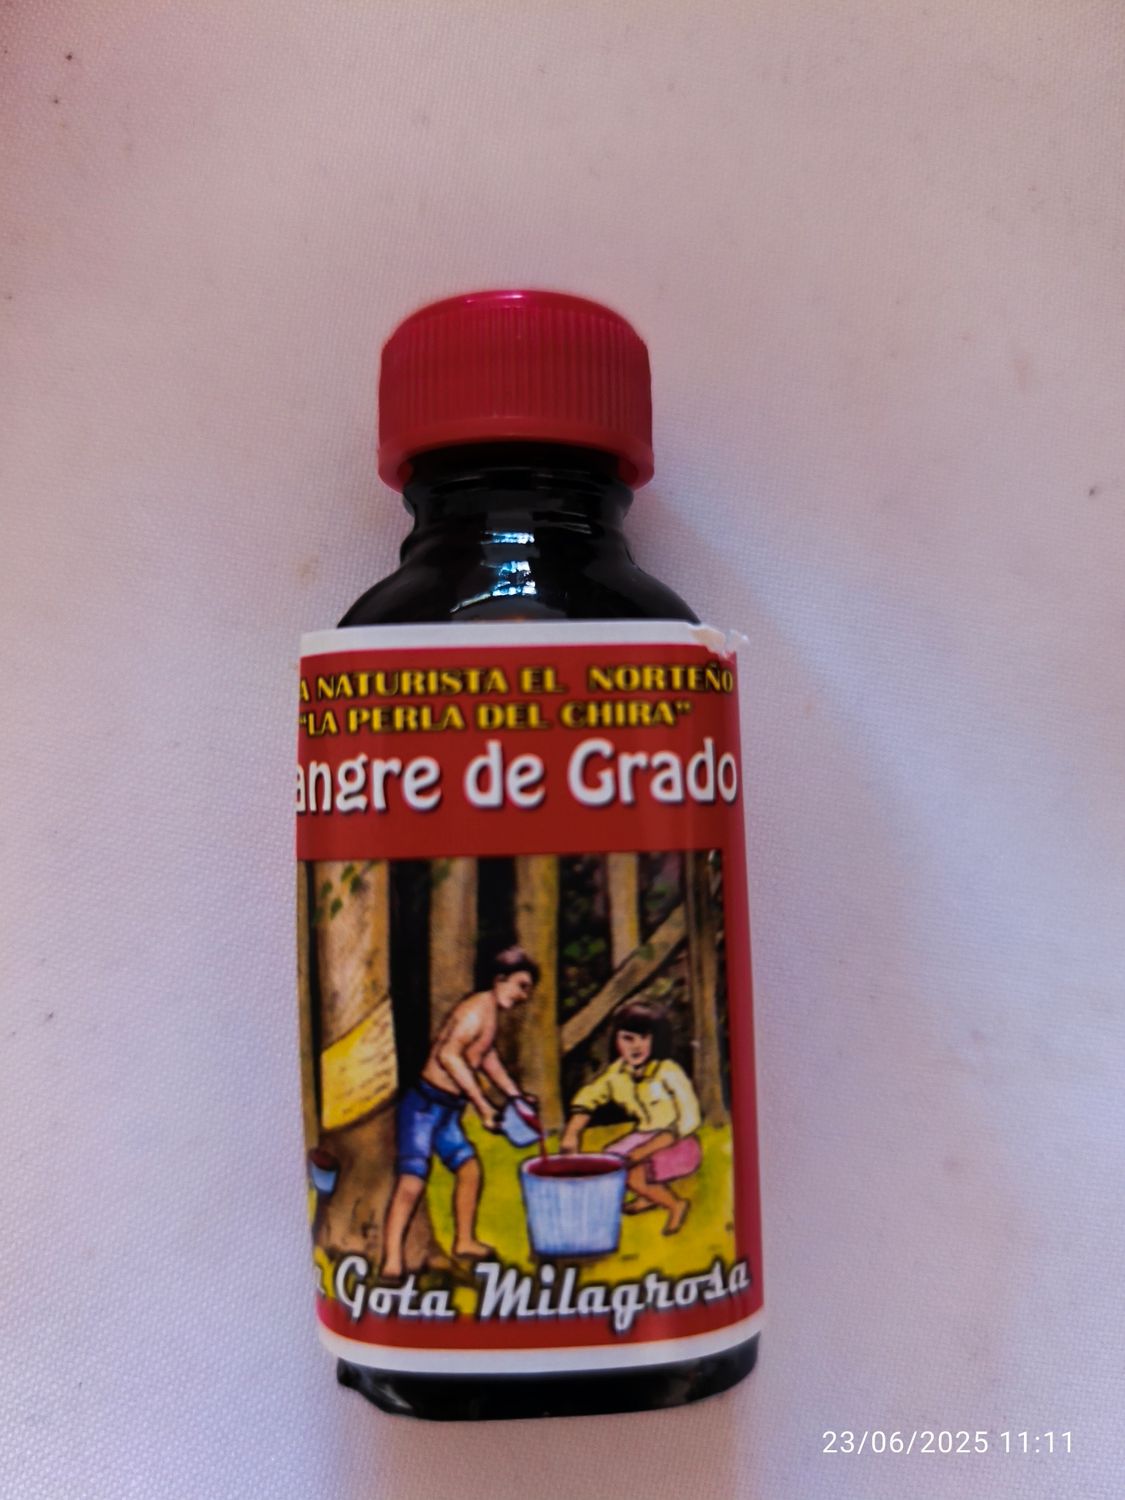 A NATURISTA EL NORTEÑO
"LA PERLA DEL CHIRA"
angre de Grado
a Gota Milagrosa
23/06/2025 11:11